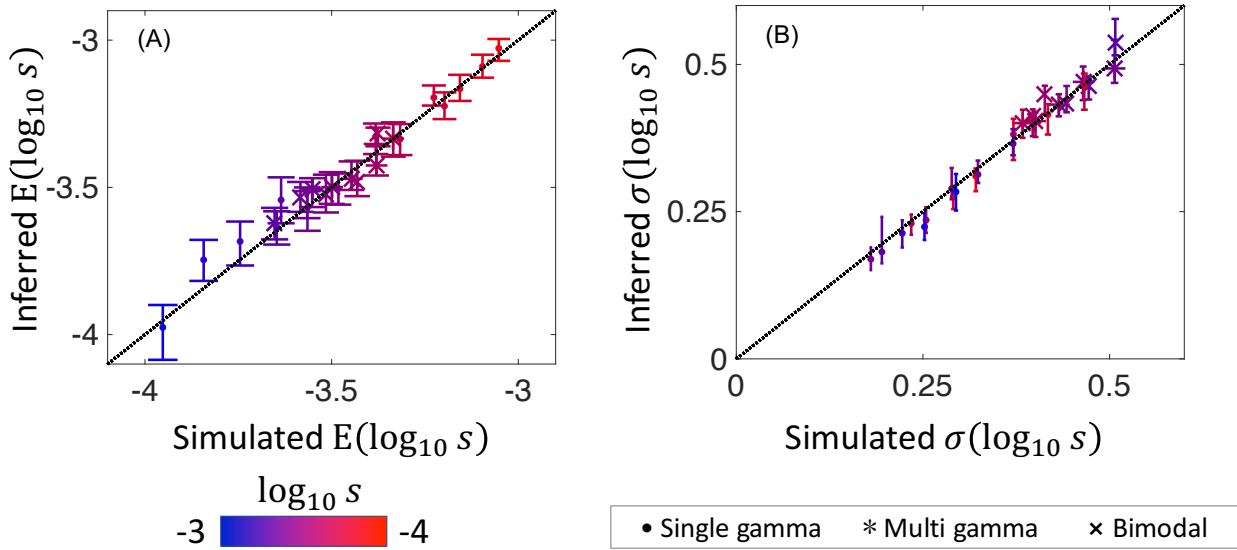 (A)
Inferred E(log₁₀ s)
-3
-3.5
-4
-4
-3.5
-3
Simulated E(log₁₀ s)
(B)
Inferred σ(log₁₀ s)
0.5
0.25
0
0
0.25
0.5
Simulated σ(log₁₀ s)
log₁₀ s
-3
-4
• Single gamma * Multi gamma × Bimodal